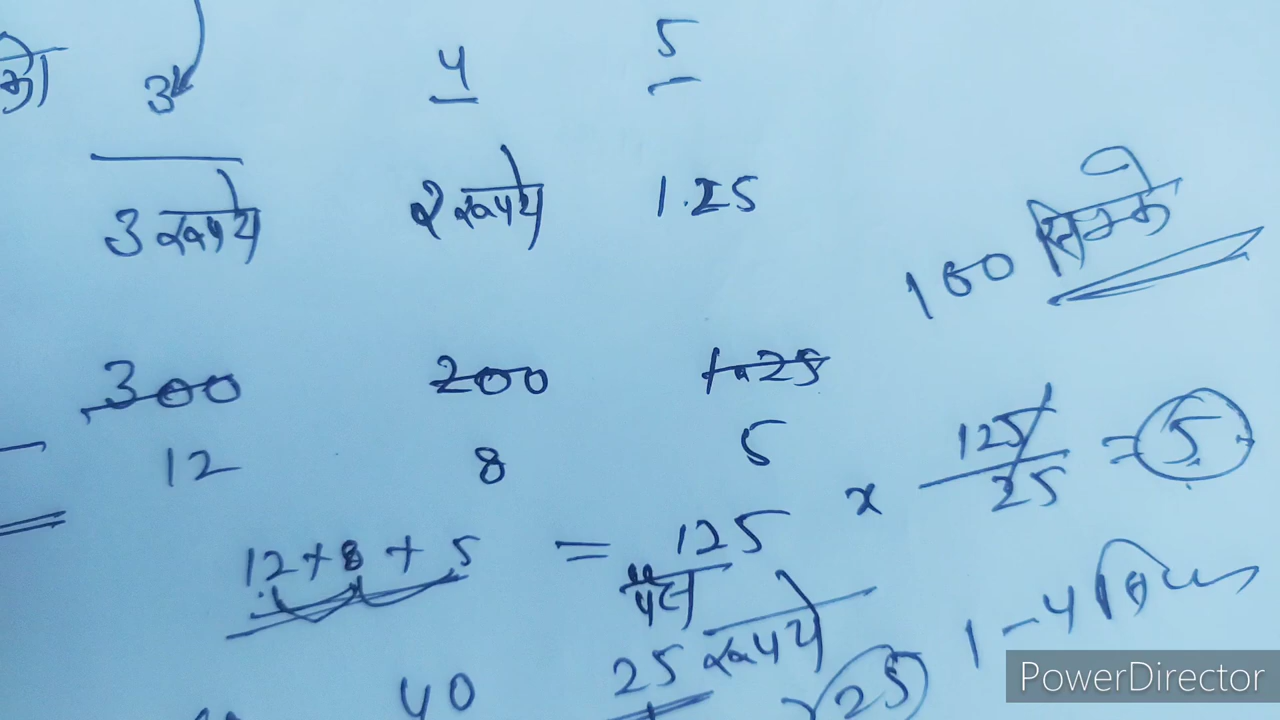 3 4 5
3 रूपये 2 रूपये 1.25
100 सिक्के
300 200 1.25
12 8 5
x 125/25 = 5
12+8+5 = 125
25 रूपये
40 25
1-4
PowerDirector